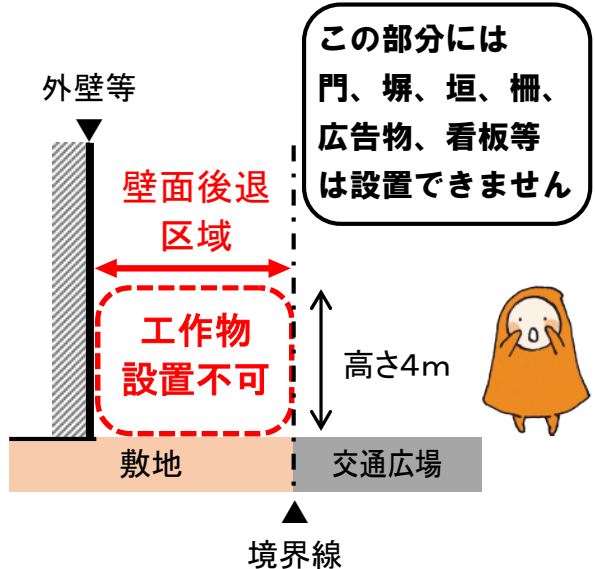 この部分には
門、塀、垣、柵、
広告物、看板等
は設置できません
外壁等
壁面後退
区域
工作物
設置不可
高さ4m
敷地
交通広場
境界線